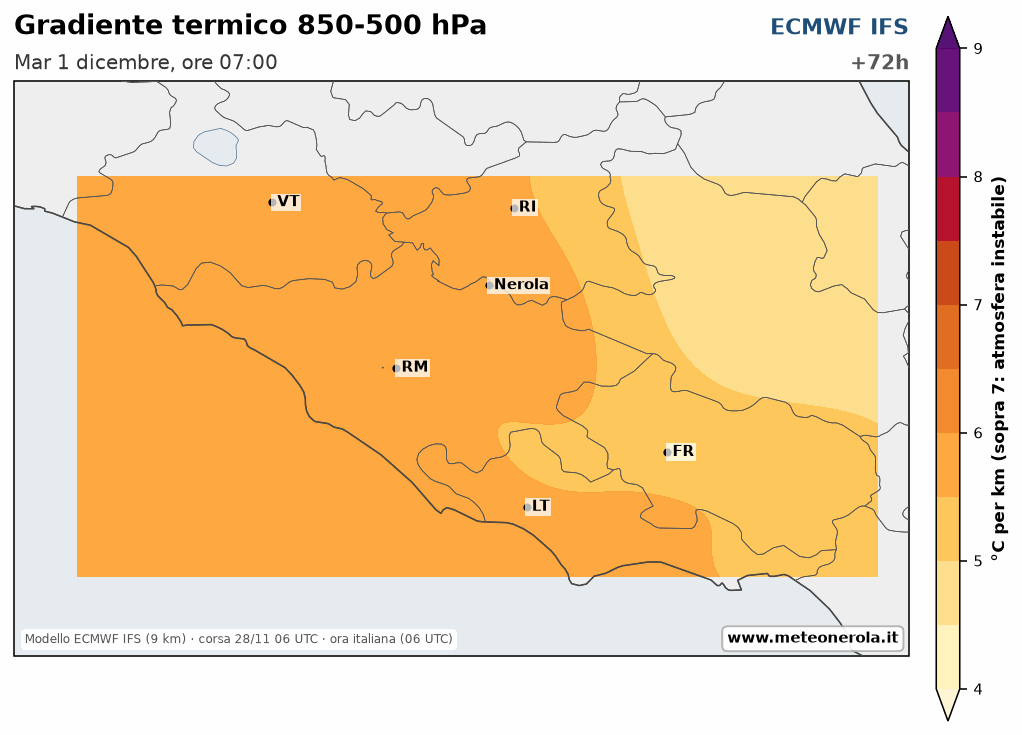 Gradiente termico 850-500 hPa
ECMWF IFS
Mar 1 dicembre, ore 07:00
+72h
VT
RI
Nerola
RM
FR
LT
9
8
7
6
5
4
°C per km (sopra 7: atmosfera instabile)
Modello ECMWF IFS (9 km) · corsa 28/11 06 UTC · ora italiana (06 UTC)
www.meteonerola.it